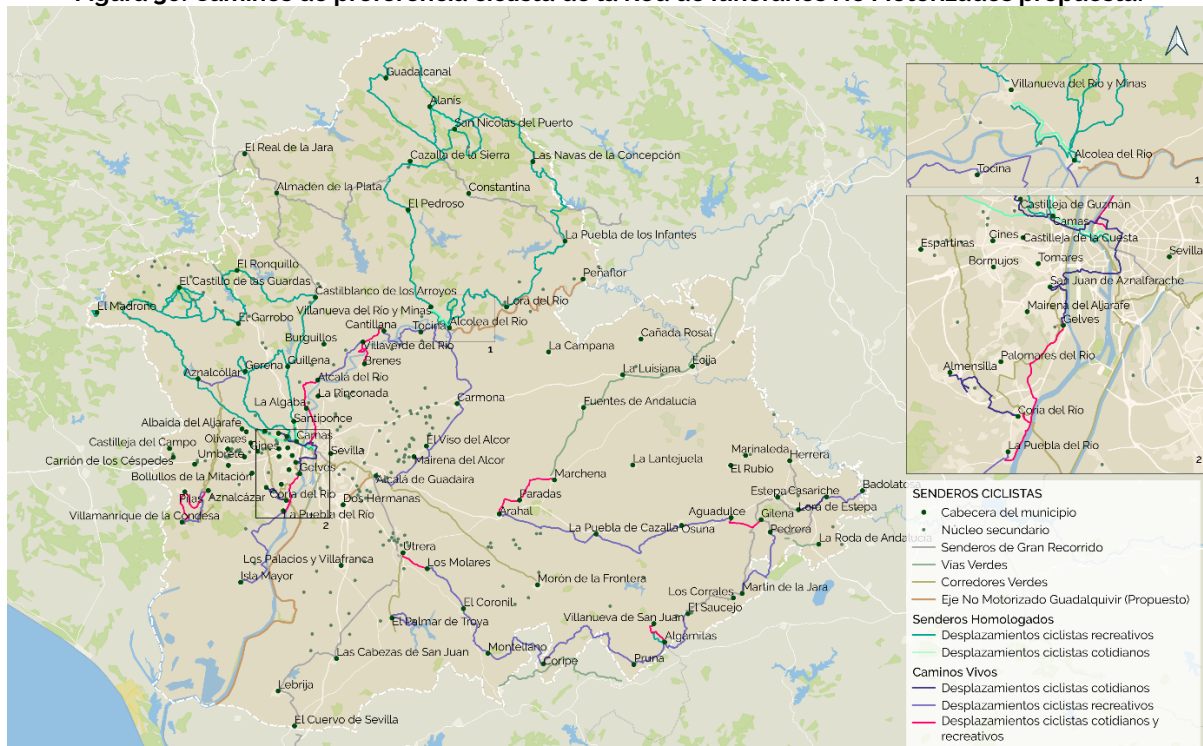 Figura 50. Caminos de preferencia ciclista de la Red de Itinerarios No Motorizados propuesta.
Guadalcanal
Alanís
San Nicolás del Puerto
El Real de la Jara
Cazalla de la Sierra
Las Navas de la Concepción
Almadén de la Plata
Constantina
El Pedroso
La Puebla de los Infantes
El Ronquillo
Peñaflor
El Castillo de las Guardas
Castilblanco de los Arroyos
Lora del Río
El Madroño
Villanueva del Río y Minas
El Garrobo
Cantillana
Tocina
Alcolea del Río
Burguillos
Villaverde del Río
1
Cañada Rosal
Brenes
La Campana
Gerena
Guillena
Écija
Aznalcóllar
Alcalá del Río
La Luisiana
La Rinconada
La Algaba
Carmona
Fuentes de Andalucía
Santiponce
Albaida del Aljarafe
Camas
Olivares
Gines
Castilleja del Campo
El Viso del Alcor
Marinaleda
Umbrete
Sevilla
Herrera
Carrión de los Céspedes
Gelves
Mairena del Alcor
La Lantejuela
El Rubio
Bollullos de la Mitación
Alcalá de Guadaíra
Marchena
Pilas
Aznalcázar
Coria del Río
Dos Hermanas
Paradas
Estepa
Casariche
Badolatosa
Villamanrique de la Condesa
La Puebla del Río
2
Arahal
Aguadulce
Gilena
Lora de Estepa
La Puebla de Cazalla
Osuna
Pedrera
La Roda de Andalucía
Utrera
Los Palacios y Villafranca
Los Molares
Isla Mayor
Morón de la Frontera
Los Corrales
Martín de la Jara
El Coronil
El Saucejo
El Palmar de Troya
Villanueva de San Juan
Algámitas
Las Cabezas de San Juan
Montellano
Coripe
Pruna
Lebrija
El Cuervo de Sevilla
Villanueva del Río y Minas
Alcolea del Río
Tocina
1
Castilleja de Guzmán
Camas
Gines
Castilleja de la Cuesta
Espartinas
Sevilla
Bormujos
Tomares
San Juan de Aznalfarache
Mairena del Aljarafe
Gelves
Palomares del Río
Almensilla
Coria del Río
La Puebla del Río
2
SENDEROS CICLISTAS
Cabecera del municipio
Núcleo secundario
Senderos de Gran Recorrido
Vías Verdes
Corredores Verdes
Eje No Motorizado Guadalquivir (Propuesto)
Senderos Homologados
Desplazamientos ciclistas recreativos
Desplazamientos ciclistas cotidianos
Caminos Vivos
Desplazamientos ciclistas cotidianos
Desplazamientos ciclistas recreativos
Desplazamientos ciclistas cotidianos y
recreativos